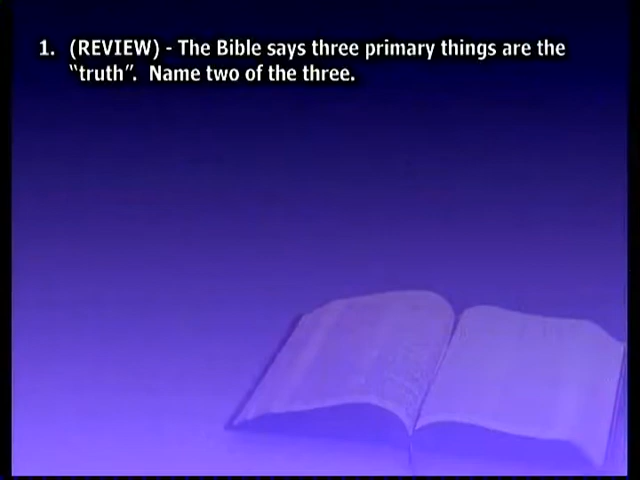 1. (REVIEW) - The Bible says three primary things are the
"truth". Name two of the three.